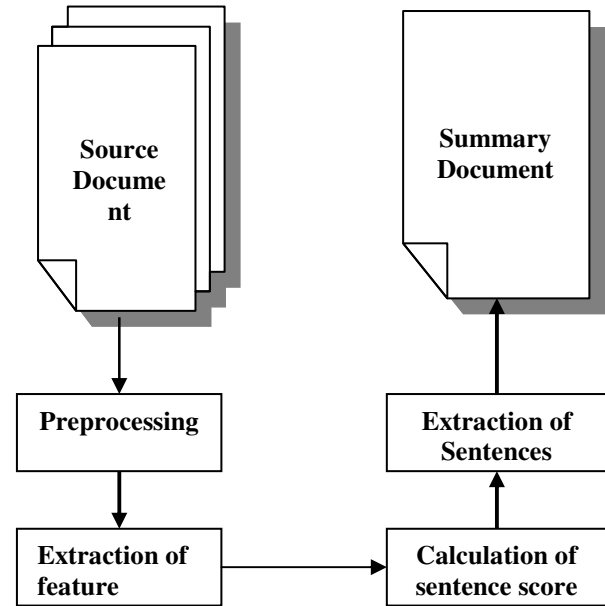 Source
Docume
nt
Preprocessing
Extraction of
feature
Calculation of
sentence score
Extraction of
Sentences
Summary
Document